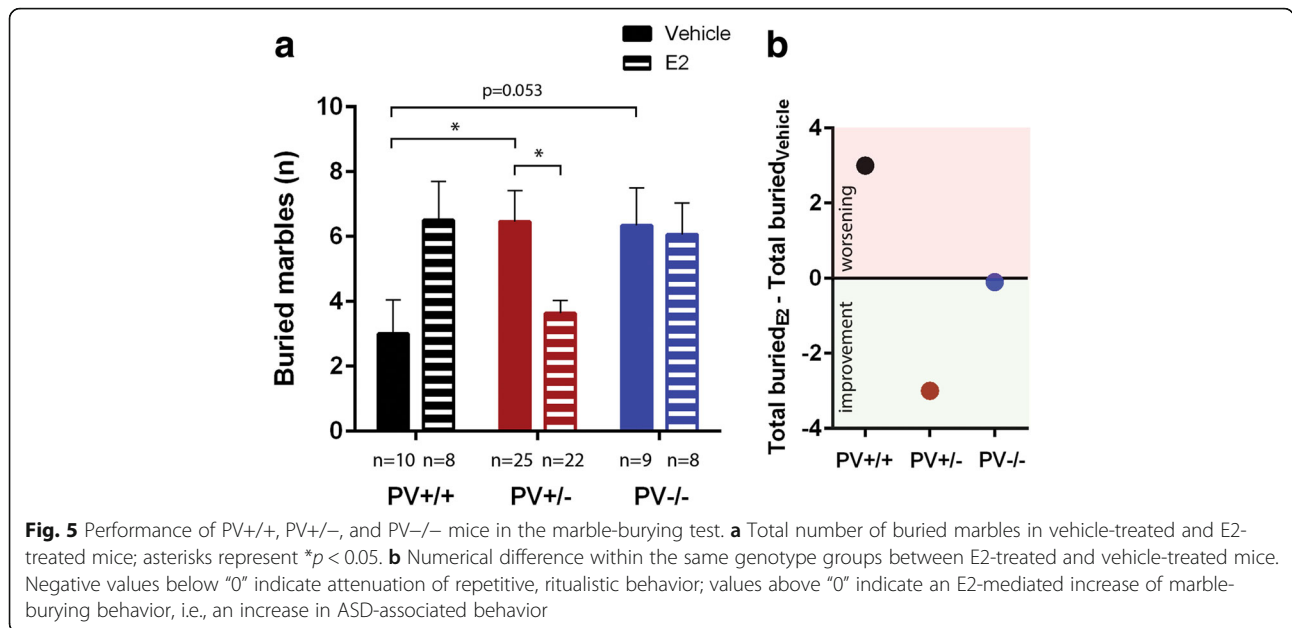 a
Vehicle
E2
b
p=0.053
*
*
10
8
6
4
2
0
Buried marbles (n)
n=10 n=8 n=25 n=22 n=9 n=8
PV+/+ PV+/- PV-/-
4
2
0
-2
-4
Total buriedE2 - Total buriedVehicle
worsening
improvement
PV+/+ PV+/- PV-/-
Fig. 5 Performance of PV+/+, PV+/−, and PV−/− mice in the marble-burying test. a Total number of buried marbles in vehicle-treated and E2-
treated mice; asterisks represent *p < 0.05. b Numerical difference within the same genotype groups between E2-treated and vehicle-treated mice.
Negative values below “0” indicate attenuation of repetitive, ritualistic behavior; values above “0” indicate an E2-mediated increase of marble-
burying behavior, i.e., an increase in ASD-associated behavior